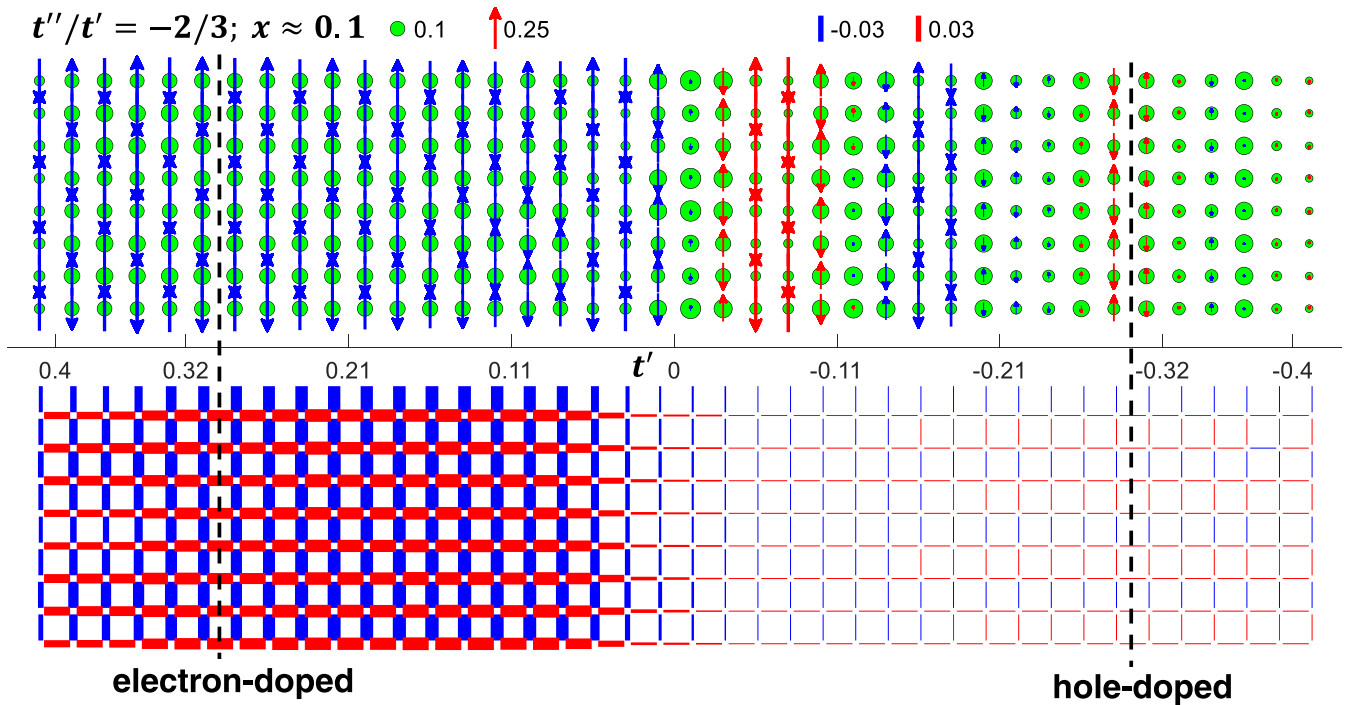 t''/t' = −2/3; x ≈ 0.1 0.1 0.25 -0.03 0.03
0.4 0.32 0.21 0.11 t' 0 -0.11 -0.21 -0.32 -0.4
electron-doped hole-doped